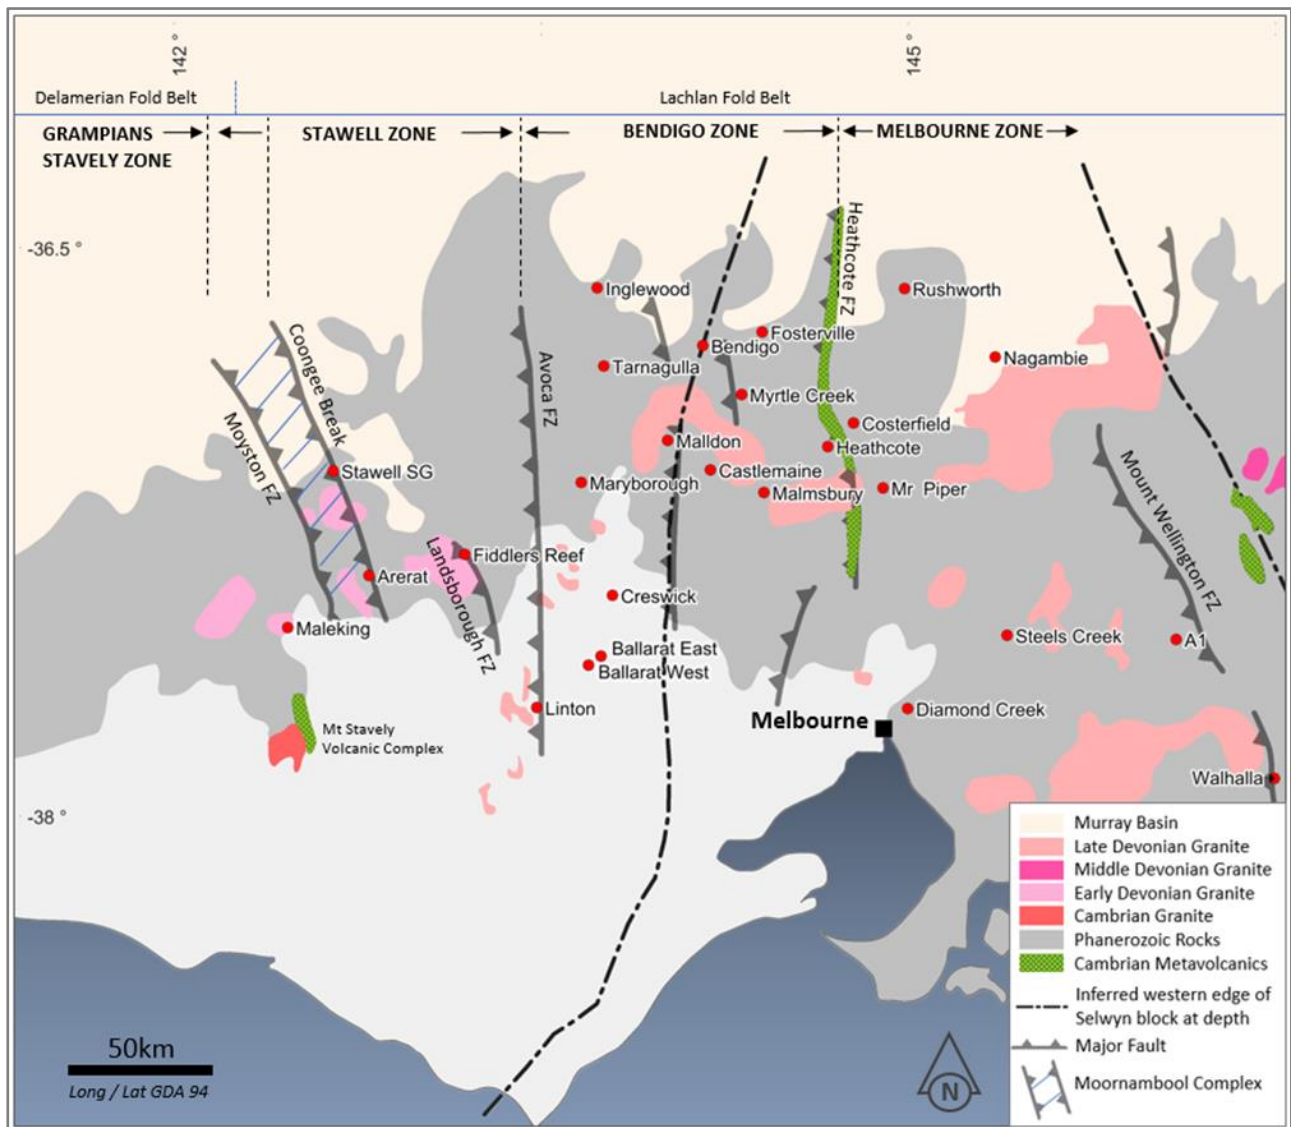 142 °
145 °
Delamerian Fold Belt
Lachlan Fold Belt
GRAMPIANS
STAVELY ZONE
STAWELL ZONE
BENDIGO ZONE
MELBOURNE ZONE
-36.5 °
Heathcote FZ
Inglewood
Rushworth
Fosterville
Bendigo
Nagambie
Tarnagulla
Coongee Break
Avoca FZ
Myrtle Creek
Costerfield
Malldon
Heathcote
Moyston FZ
Stawell SG
Castlemaine
Maryborough
Malmsbury
Mr Piper
Mount Wellington FZ
Landsborough FZ
Fiddlers Reef
Arerat
Creswick
Maleking
Steels Creek
A1
Ballarat East
Ballarat West
Linton
Diamond Creek
Melbourne
Mt Stavely
Volcanic Complex
Walhalla
-38 °
Murray Basin
Late Devonian Granite
Middle Devonian Granite
Early Devonian Granite
Cambrian Granite
Phanerozoic Rocks
Cambrian Metavolcanics
Inferred western edge of
Selwyn block at depth
Major Fault
Moornambool Complex
50km
Long / Lat GDA 94
N